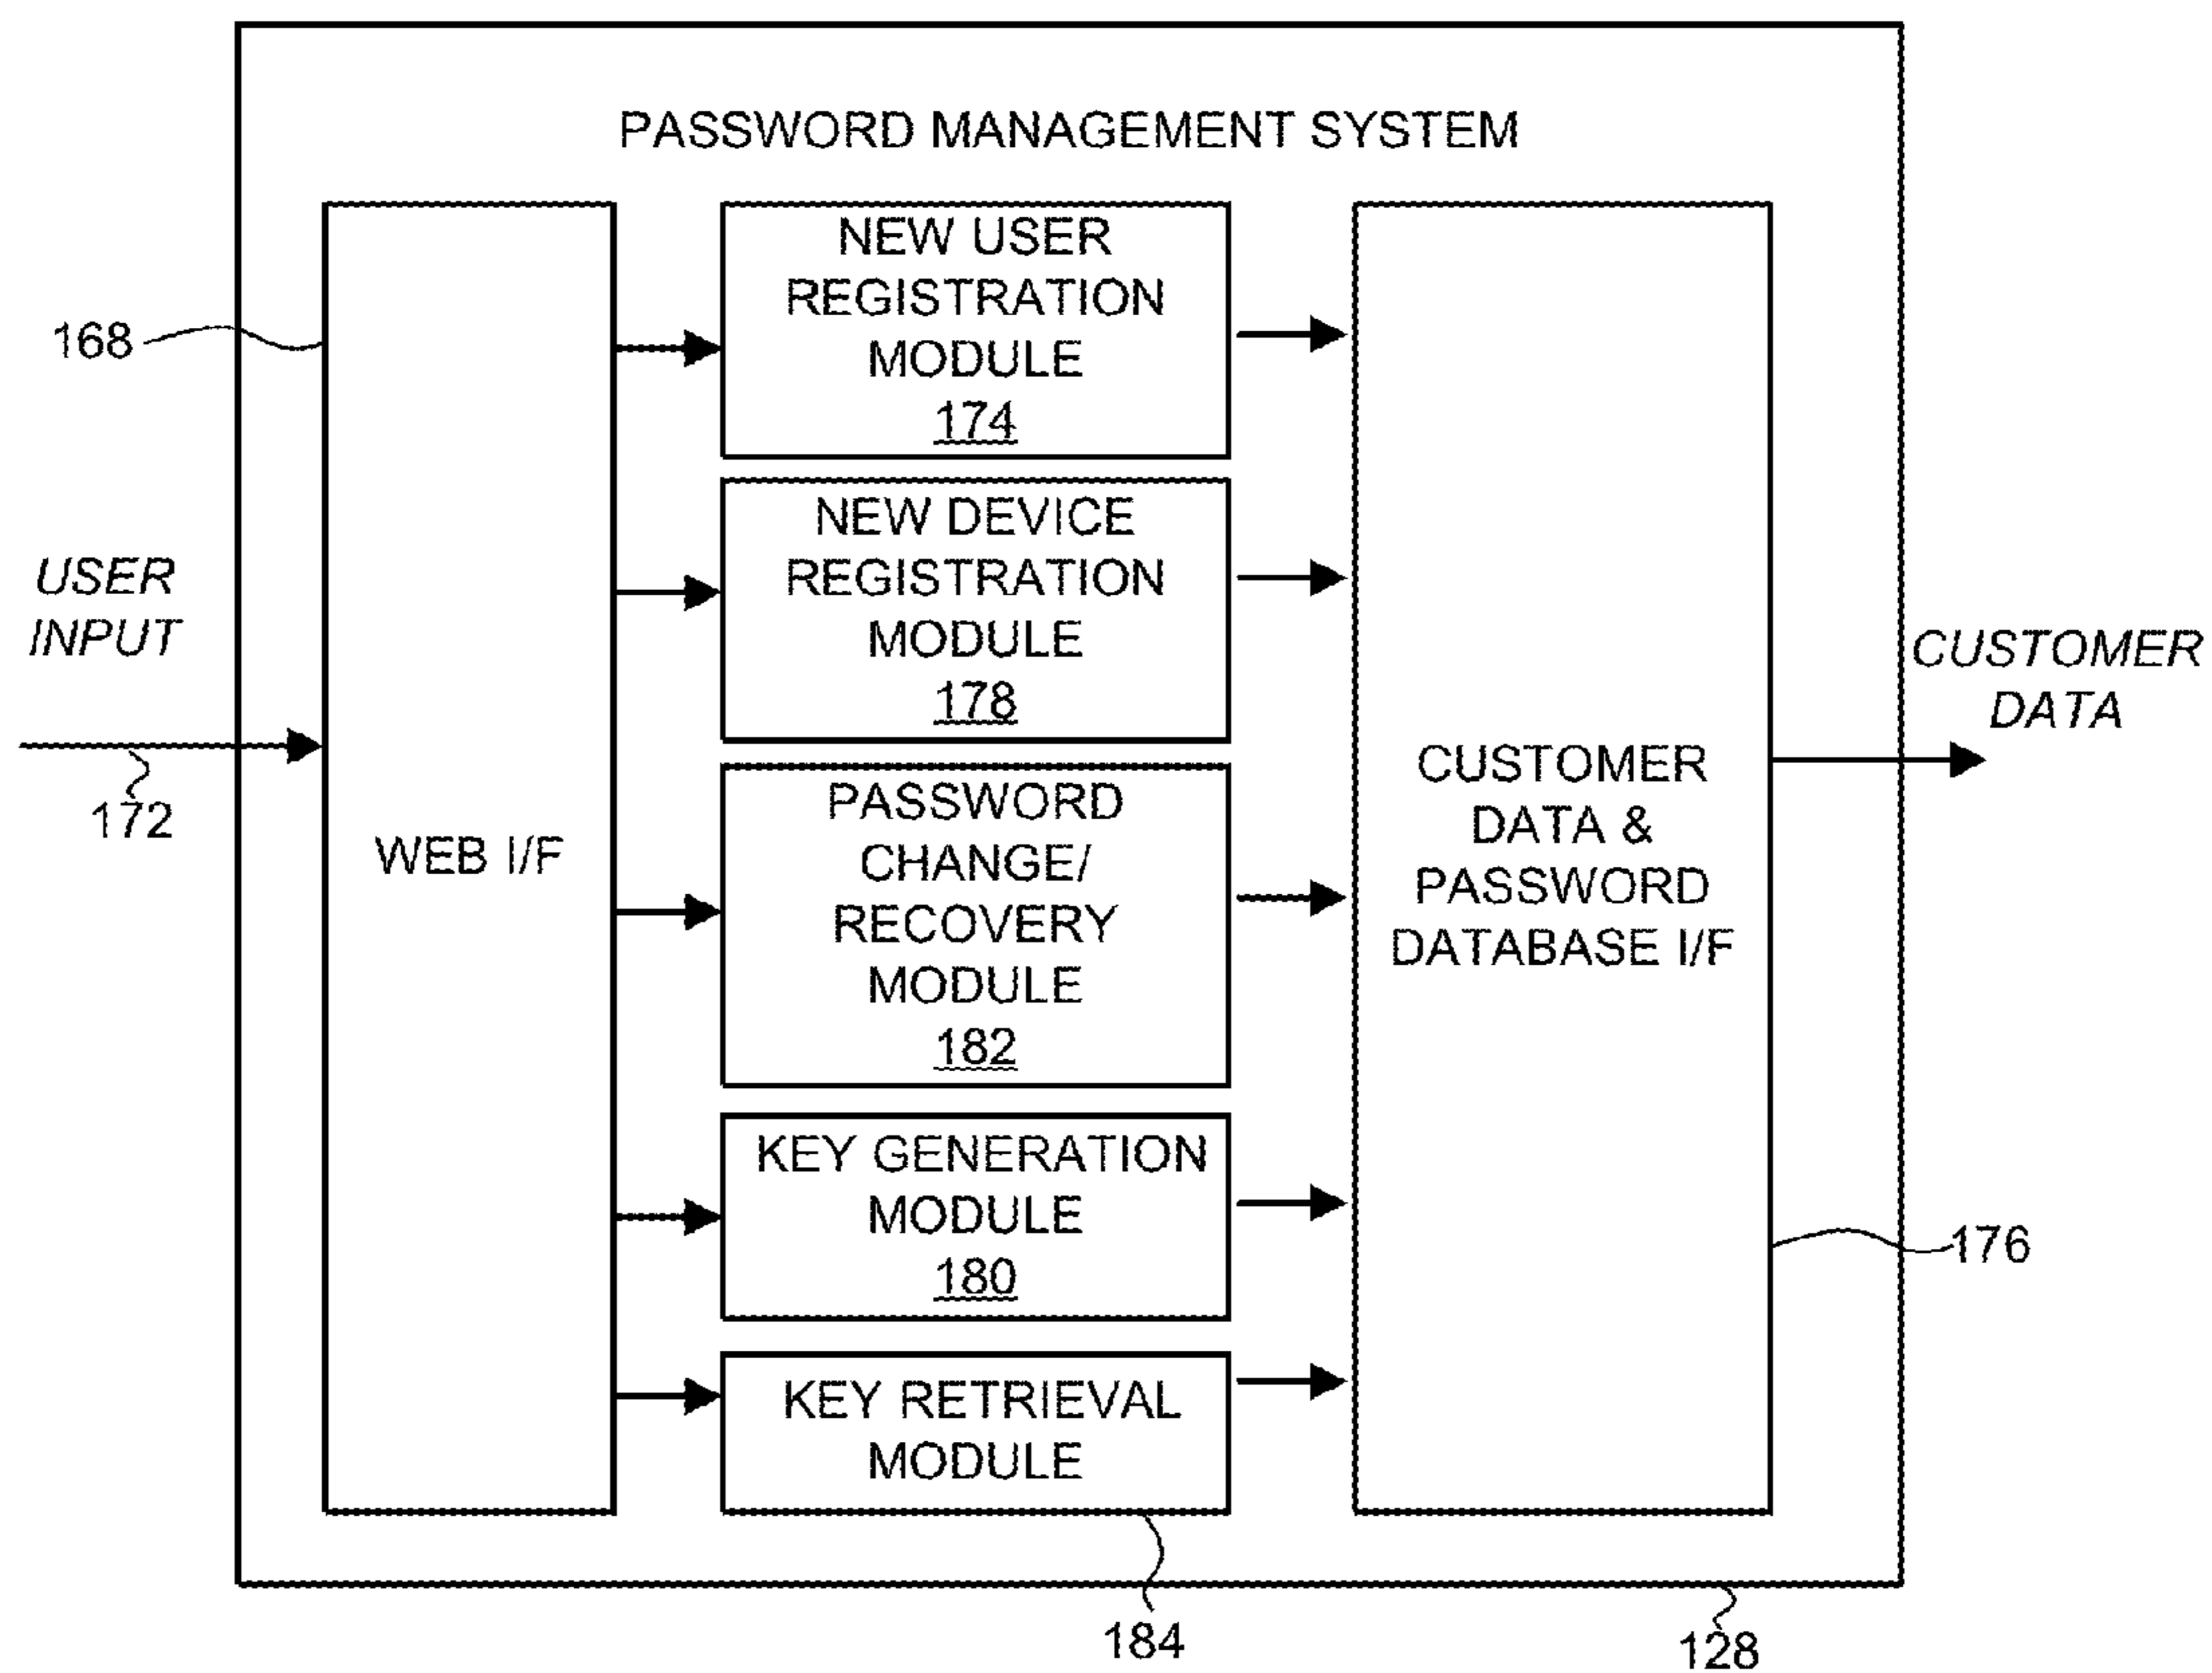 PASSWORD MANAGEMENT SYSTEM
168
USER
INPUT
172
WEB I/F
NEW USER
REGISTRATION
MODULE
174
NEW DEVICE
REGISTRATION
MODULE
178
PASSWORD
CHANGE/
RECOVERY
MODULE
182
KEY GENERATION
MODULE
180
KEY RETRIEVAL
MODULE
184
CUSTOMER
DATA &
PASSWORD
DATABASE I/F
CUSTOMER
DATA
176
128